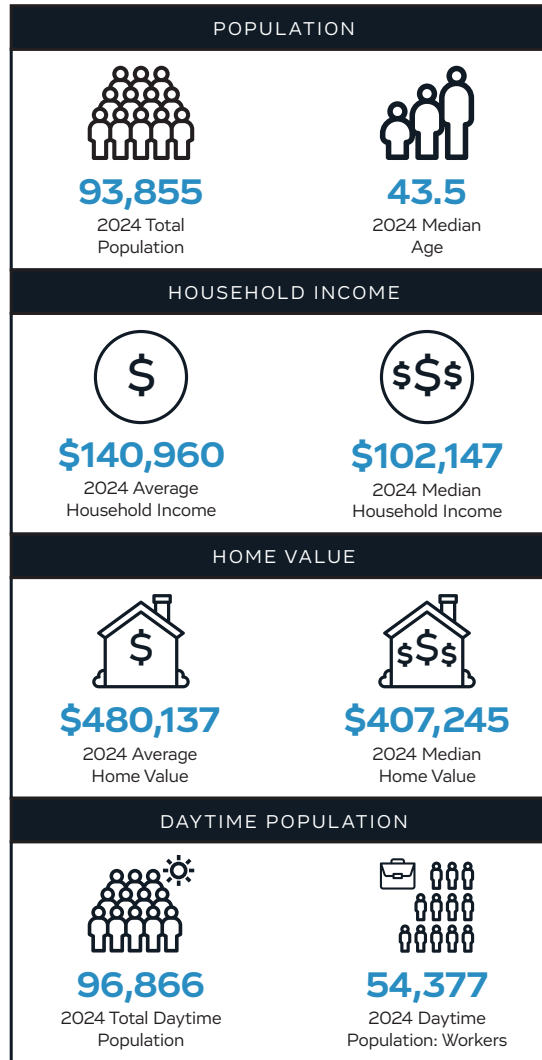 POPULATION
93,855
2024 Total
Population
43.5
2024 Median
Age
HOUSEHOLD INCOME
$
$140,960
2024 Average
Household Income
$$$
$102,147
2024 Median
Household Income
HOME VALUE
$
$480,137
2024 Average
Home Value
$$$
$407,245
2024 Median
Home Value
DAYTIME POPULATION
96,866
2024 Total Daytime
Population
54,377
2024 Daytime
Population: Workers